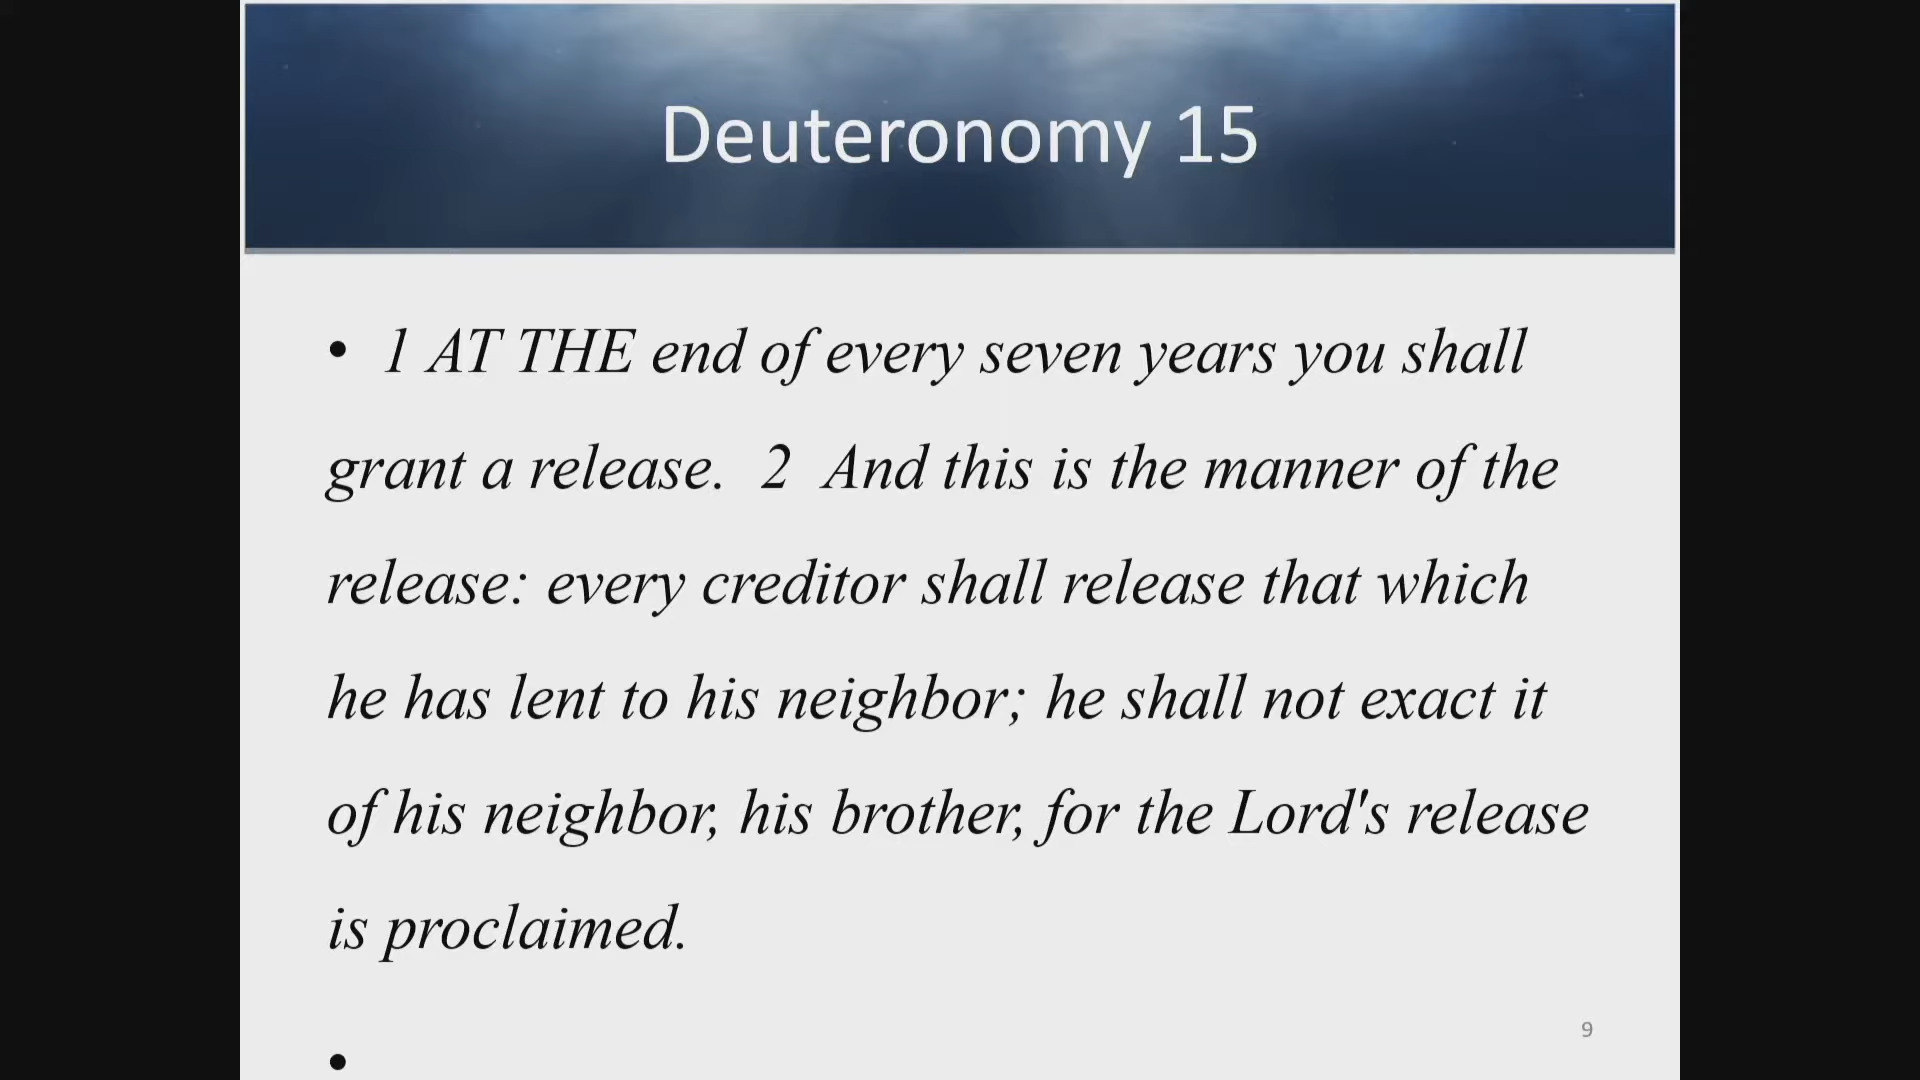 Deuteronomy 15
• 1 AT THE end of every seven years you shall
grant a release.  2  And this is the manner of the
release: every creditor shall release that which
he has lent to his neighbor; he shall not exact it
of his neighbor, his brother, for the Lord's release
is proclaimed.
9
•